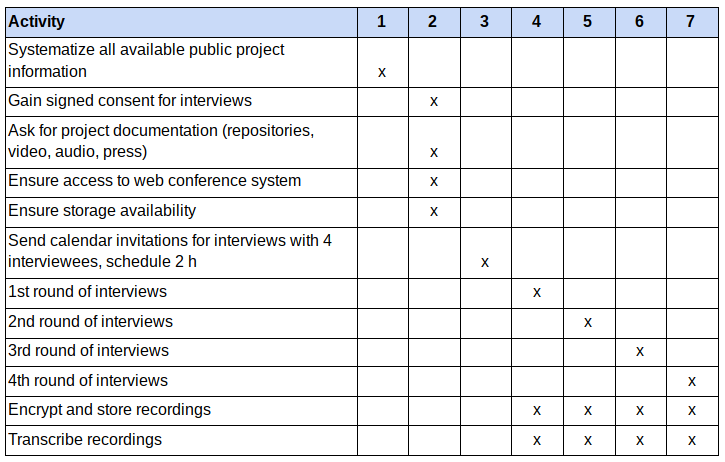 Activity 1 2 3 4 5 6 7
Systematize all available public project
information x
Gain signed consent for interviews x
Ask for project documentation (repositories,
video, audio, press) x
Ensure access to web conference system x
Ensure storage availability x
Send calendar invitations for interviews with 4
interviewees, schedule 2 h x
1st round of interviews x
2nd round of interviews x
3rd round of interviews x
4th round of interviews x
Encrypt and store recordings x x x x
Transcribe recordings x x x x